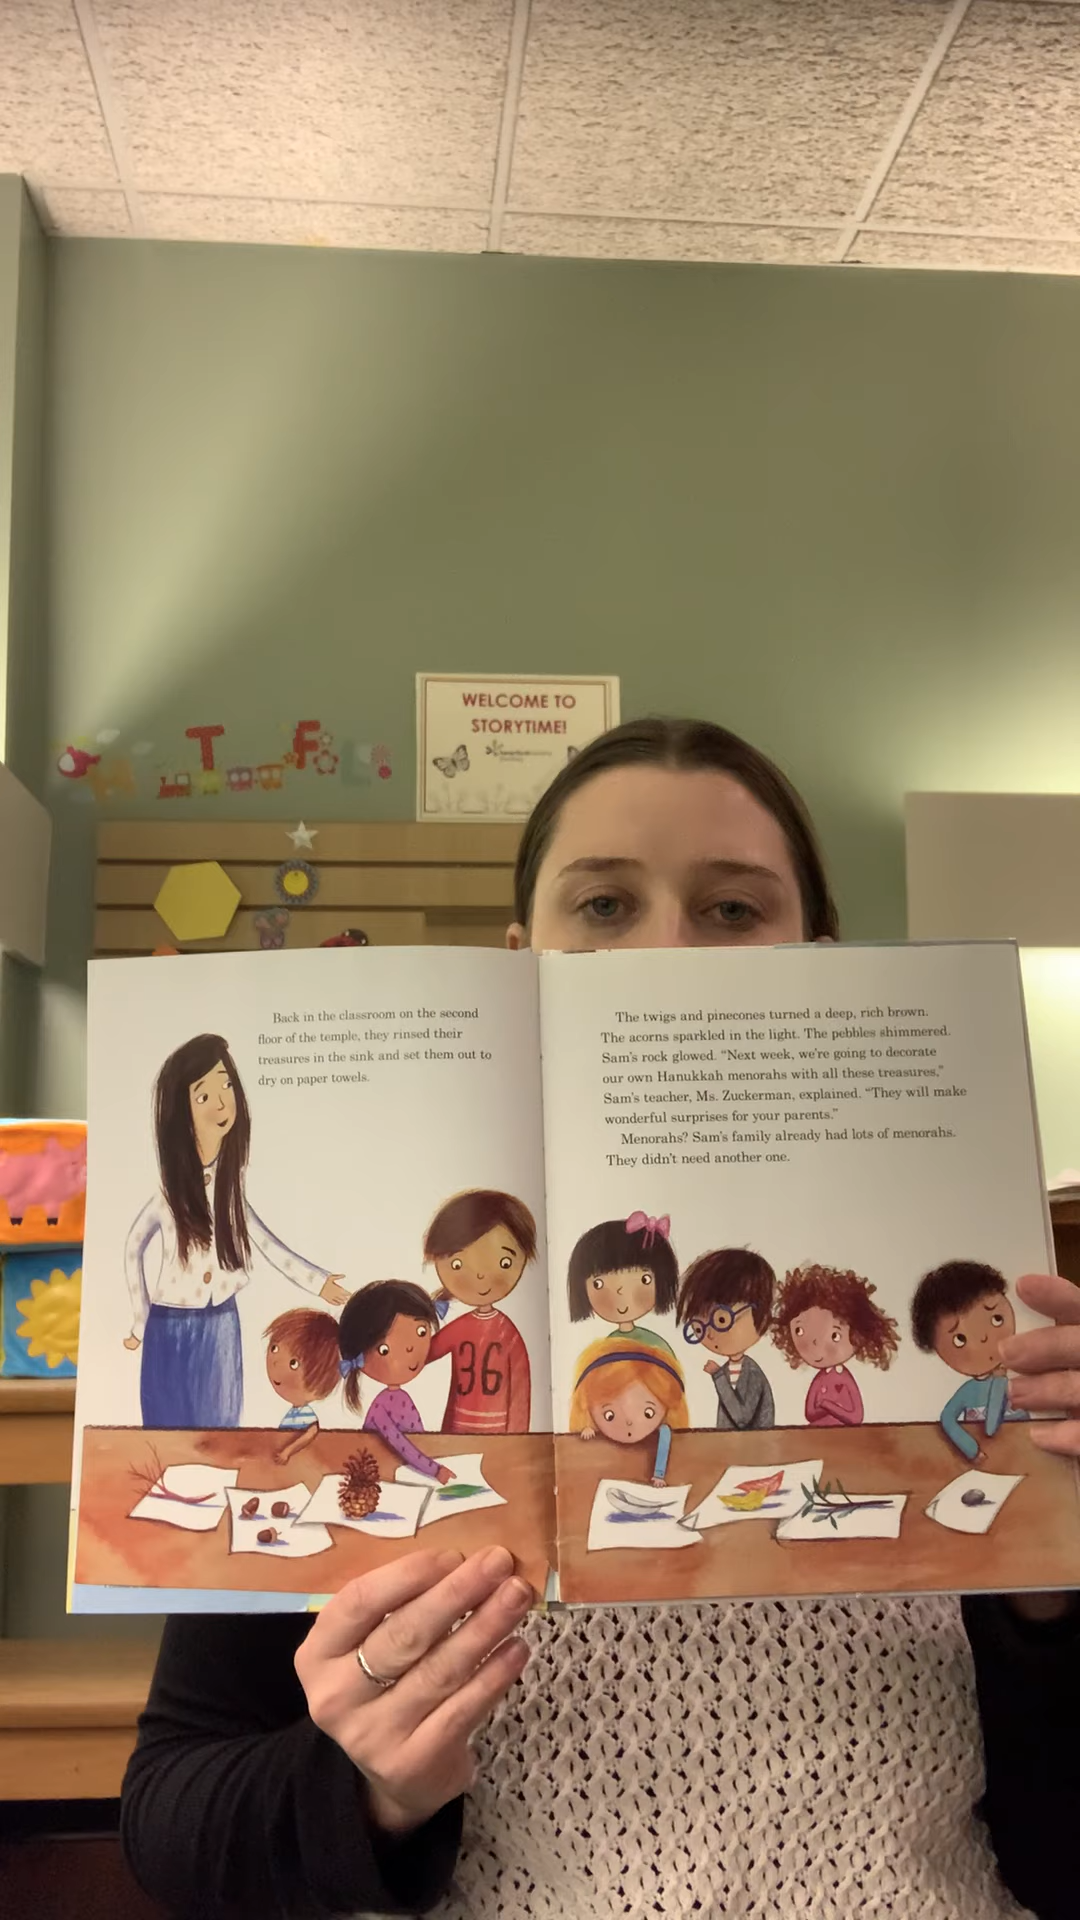 WELCOME TO
STORYTIME!
T F
Back in the classroom on the second
floor of the temple, they rinsed their
treasures in the sink and set them out to
dry on paper towels.
36
The twigs and pinecones turned a deep, rich brown.
The acorns sparkled in the light. The pebbles shimmered.
Sam's rock glowed. “Next week, we're going to decorate
our own Hanukkah menorahs with all these treasures,”
Sam's teacher, Ms. Zuckerman, explained. “They will make
wonderful surprises for your parents.”
Menorahs? Sam's family already had lots of menorahs.
They didn't need another one.